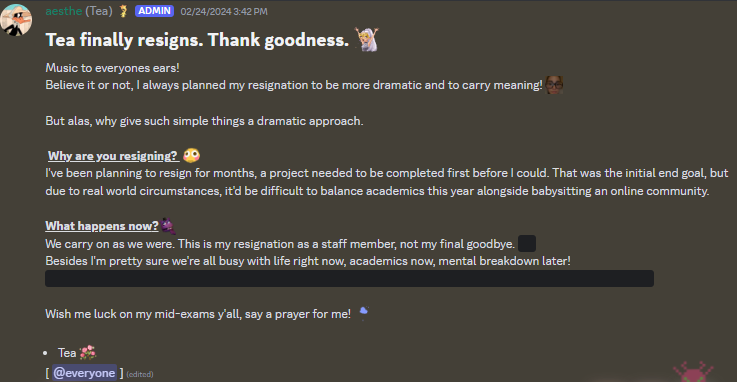 aesthe (Tea) ADMIN 02/24/2024 3:42 PM
Tea finally resigns. Thank goodness.
Music to everyones ears!
Believe it or not, I always planned my resignation to be more dramatic and to carry meaning!
But alas, why give such simple things a dramatic approach.
Why are you resigning?
I've been planning to resign for months, a project needed to be completed first before I could. That was the initial end goal, but
due to real world circumstances, it'd be difficult to balance academics this year alongside babysitting an online community.
What happens now?
We carry on as we were. This is my resignation as a staff member, not my final goodbye.
Besides I'm pretty sure we're all busy with life right now, academics now, mental breakdown later!
Wish me luck on my mid-exams y'all, say a prayer for me!
• Tea
[ @everyone ] (edited)